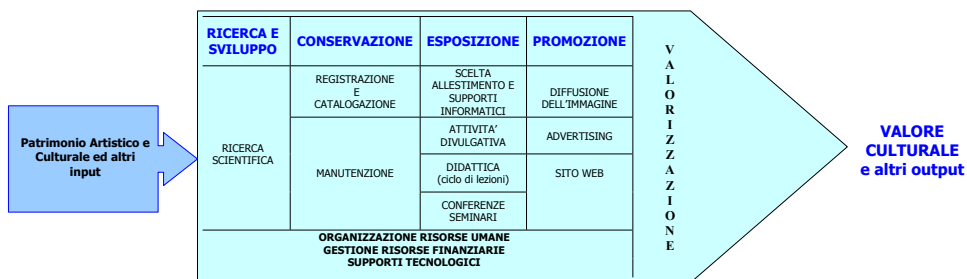 Patrimonio Artistico e
Culturale ed altri
input
RICERCA E
SVILUPPO
CONSERVAZIONE
ESPOSIZIONE
PROMOZIONE
RICERCA
SCIENTIFICA
REGISTRAZIONE
E
CATALOGAZIONE
MANUTENZIONE
SCELTA
ALLESTIMENTO E
SUPPORTI
INFORMATICI
ATTIVITA'
DIVULGATIVA
DIDATTICA
(ciclo di lezioni)
CONFERENZE
SEMINARI
DIFFUSIONE
DELL'IMMAGINE
ADVERTISING
SITO WEB
ORGANIZZAZIONE RISORSE UMANE
GESTIONE RISORSE FINANZIARIE
SUPPORTI TECNOLOGICI
VALORIZZAZIONE
VALORE
CULTURALE
e altri output